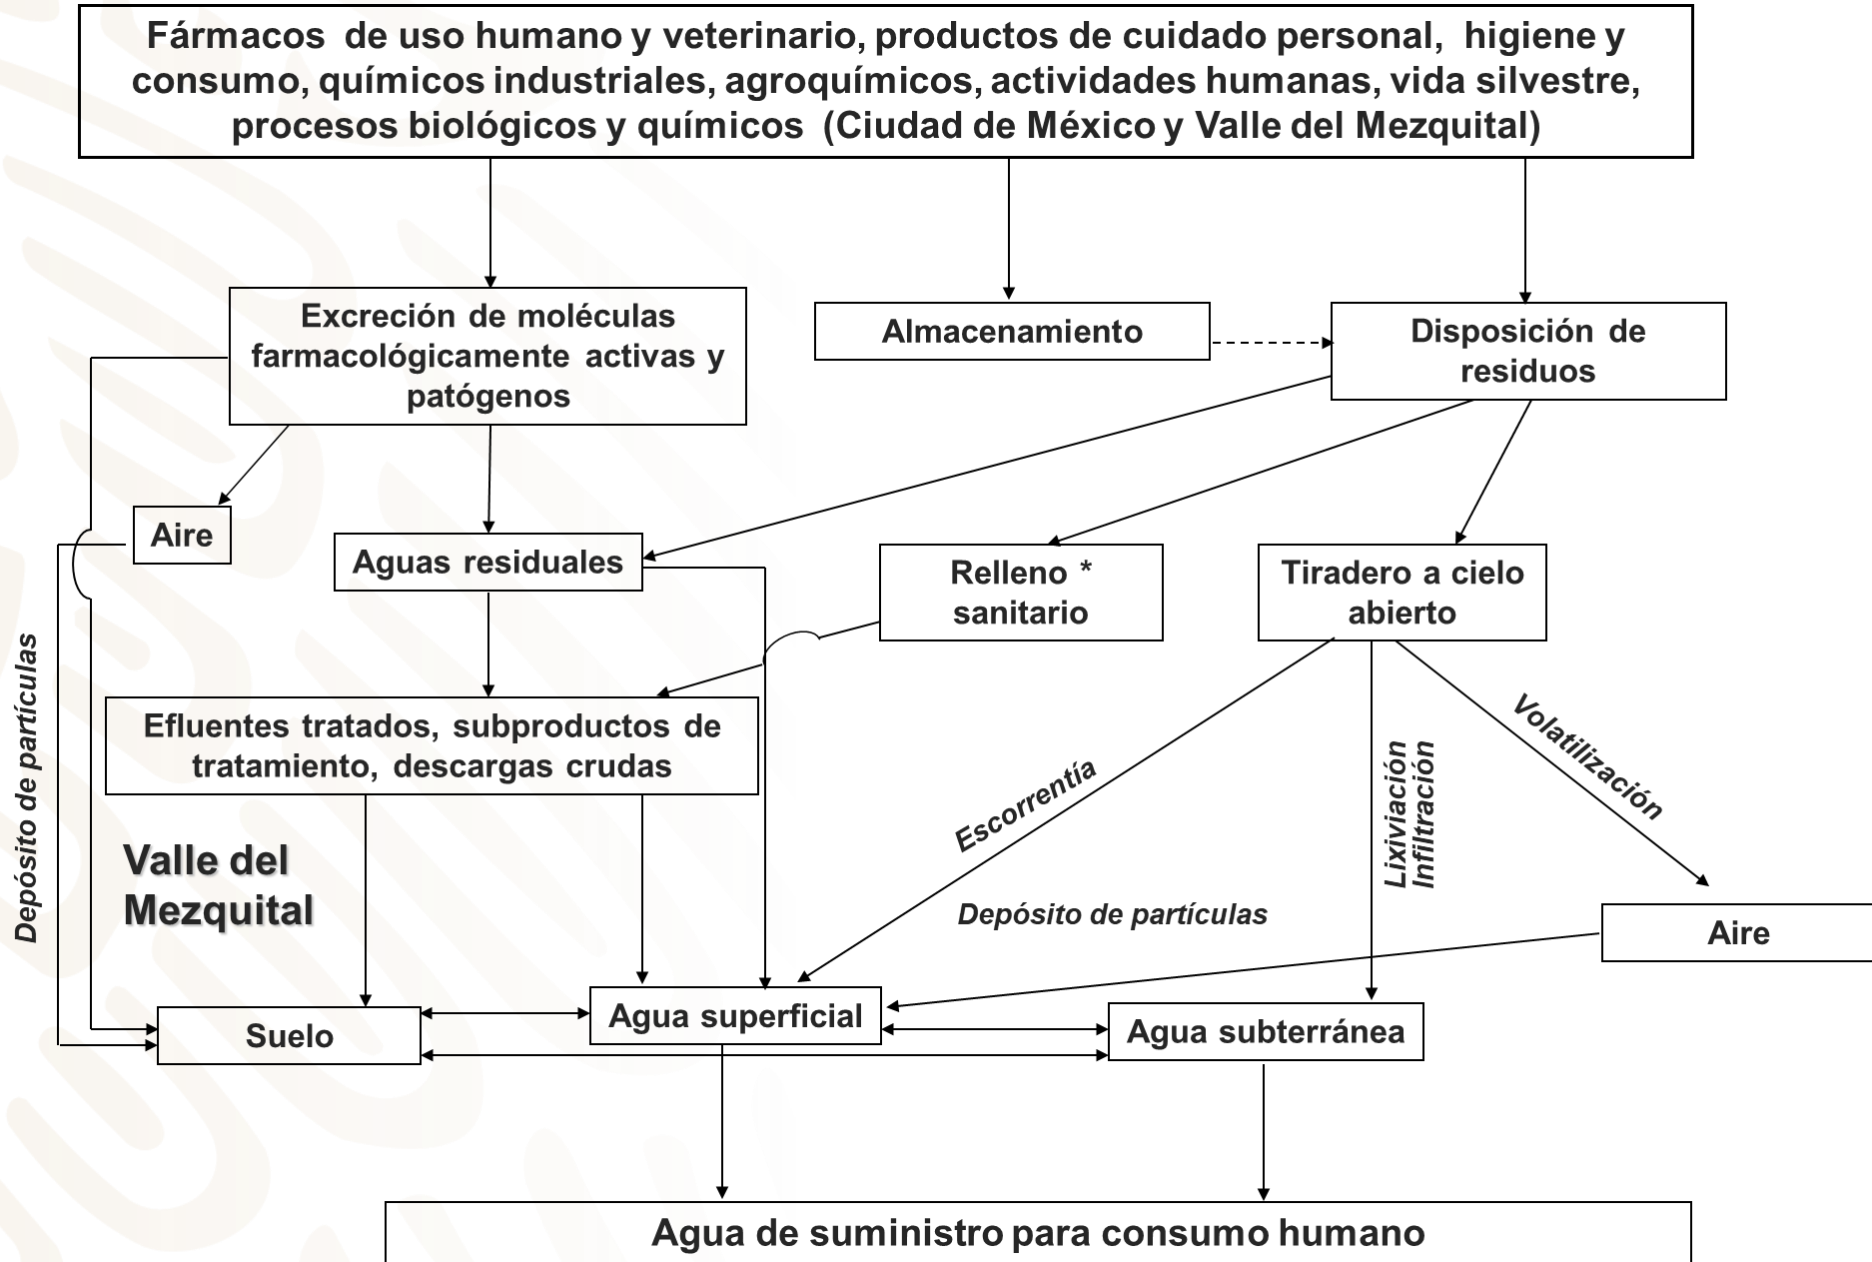 Fármacos de uso humano y veterinario, productos de cuidado personal, higiene y
consumo, químicos industriales, agroquímicos, actividades humanas, vida silvestre,
procesos biológicos y químicos (Ciudad de México y Valle del Mezquital)
Excreción de moléculas
farmacológicamente activas y
patógenos
Almacenamiento
Disposición de
residuos
Aire
Aguas residuales
Relleno *
sanitario
Tiradero a cielo
abierto
Depósito de partículas
Efluentes tratados, subproductos de
tratamiento, descargas crudas
Escorrentía
Lixiviación
Infiltración
Volatilización
Valle del
Mezquital
Depósito de partículas
Aire
Suelo
Agua superficial
Agua subterránea
Agua de suministro para consumo humano